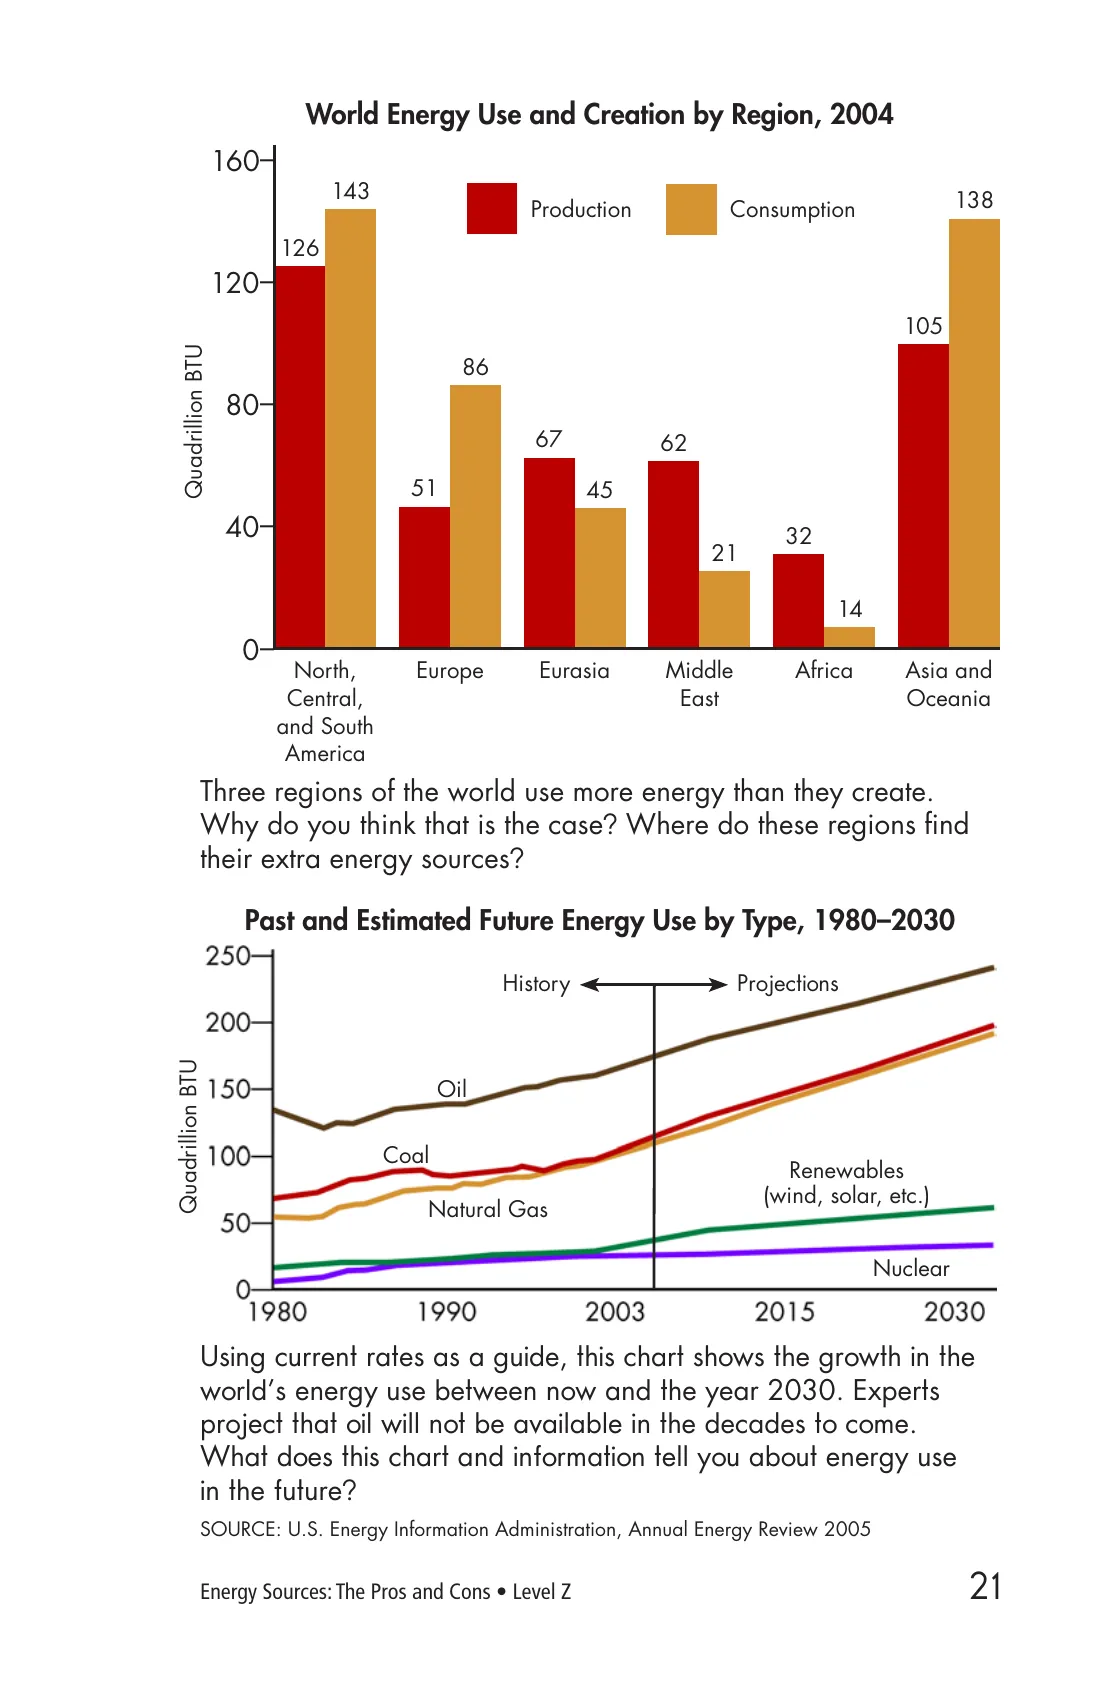 World Energy Use and Creation by Region, 2004
160
120
80
40
0
Quadrillion BTU
Production
Consumption
126
143
51
86
67
45
62
21
32
14
105
138
North,
Central,
and South
America
Europe
Eurasia
Middle
East
Africa
Asia and
Oceania
Three regions of the world use more energy than they create.
Why do you think that is the case? Where do these regions find
their extra energy sources?
Past and Estimated Future Energy Use by Type, 1980–2030
250
200
150
100
50
0
Quadrillion BTU
History
Projections
Oil
Coal
Natural Gas
Renewables
(wind, solar, etc.)
Nuclear
1980
1990
2003
2015
2030
Using current rates as a guide, this chart shows the growth in the
world’s energy use between now and the year 2030. Experts
project that oil will not be available in the decades to come.
What does this chart and information tell you about energy use
in the future?
SOURCE: U.S. Energy Information Administration, Annual Energy Review 2005
Energy Sources: The Pros and Cons • Level Z
21